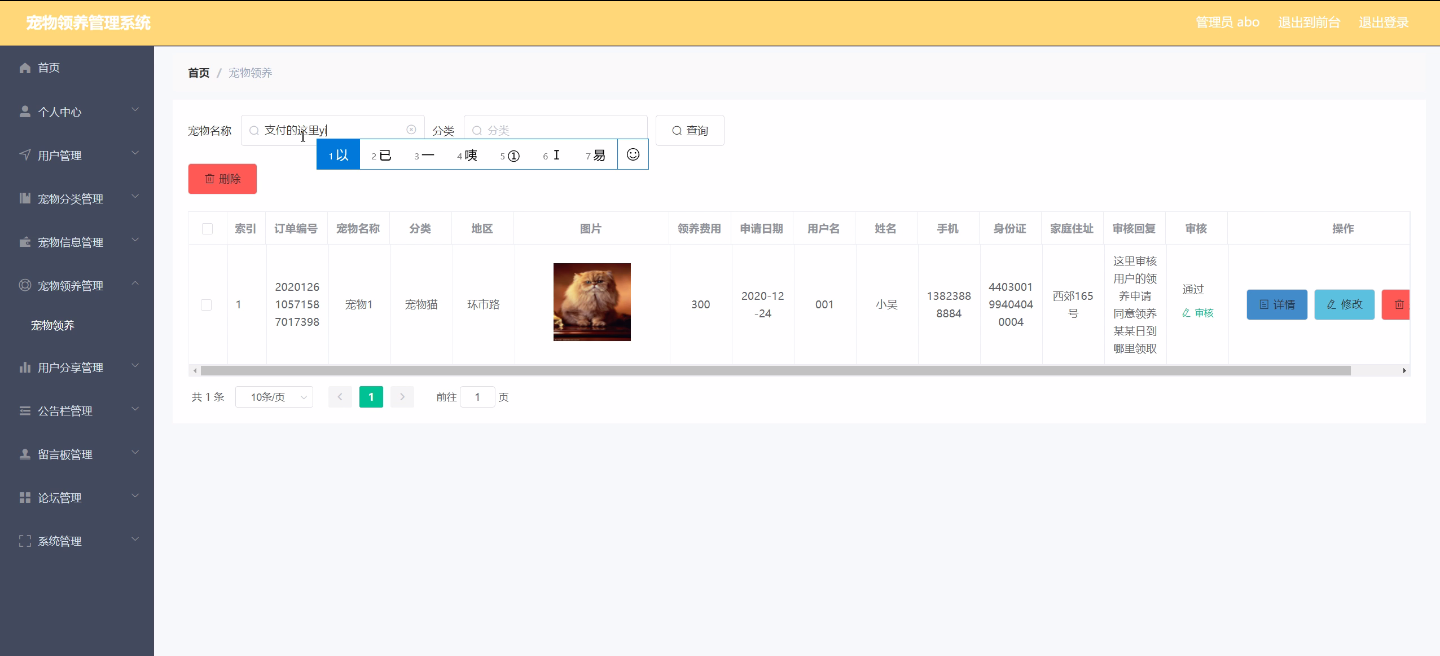 宠物领养管理系统
管理员 abo 退出到前台 退出登录
首页
个人中心
用户管理
宠物分类管理
宠物信息管理
宠物领养管理
宠物领养
用户分享管理
公告栏管理
留言板管理
论坛管理
系统管理
首页 / 宠物领养
宠物名称 支付的这里yi 分类 分类 查询
1 以 2 已 3 一 4 咦 5 ① 6 I 7 易
删除
索引 订单编号 宠物名称 分类 地区 图片 领养费用 申请日期 用户名 姓名 手机 身份证 家庭住址 审核回复 审核 操作
1
2020126
1057158
7017398
宠物1
宠物猫
环市路
300
2020-12
-24
001
小吴
1382388
8884
4403001
9940404
0004
西郊165
号
这里审核
用户的领
养申请
同意领养
某某日到
哪里领取
通过
审核
详情 修改
共 1 条 10条/页 1 前往 1 页